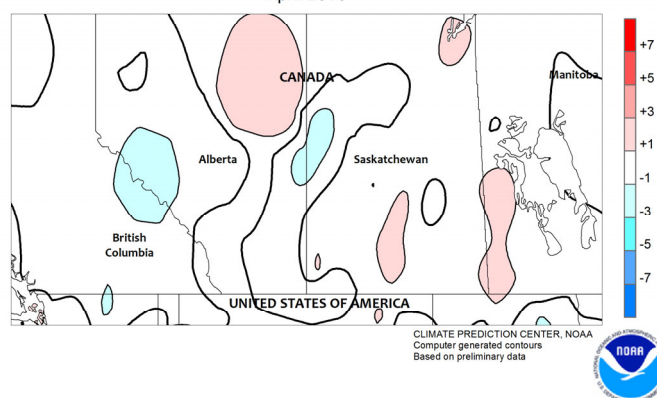 CANADA
Manitoba
Alberta
Saskatchewan
British
Columbia
UNITED STATES OF AMERICA
+7
+5
+3
+1
-1
-3
-5
-7
CLIMATE PREDICTION CENTER, NOAA
Computer generated contours
Based on preliminary data
NOAA